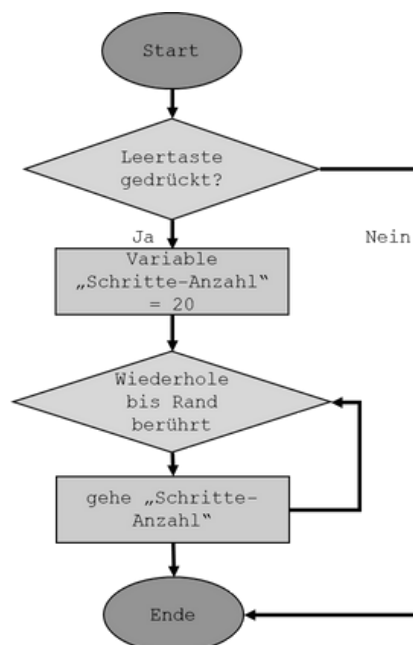 Start
Leertaste
gedrückt?
Ja
Nein
Variable
„Schritte-Anzahl“
= 20
Wiederhole
bis Rand
berührt
gehe „Schritte-
Anzahl“
Ende